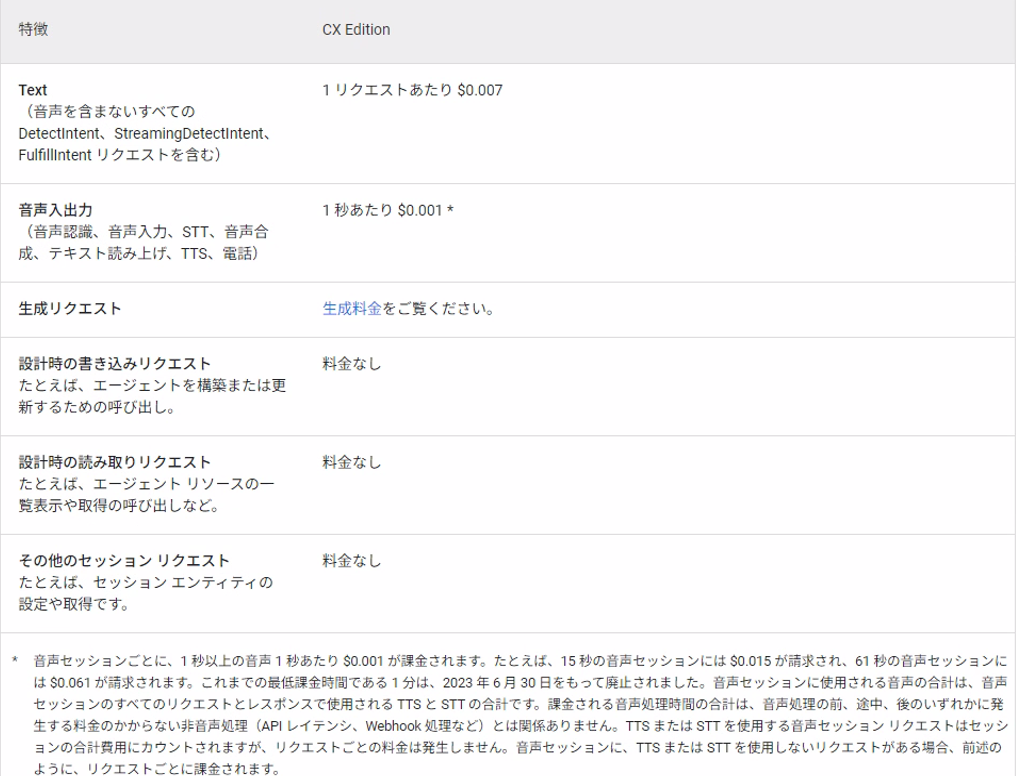 特徴 CX Edition
Text 1 リクエストあたり $0.007
（音声を含まないすべての
DetectIntent、StreamingDetectIntent、
FulfillIntent リクエストを含む）
音声入出力 1 秒あたり $0.001 *
（音声認識、音声入力、STT、音声合
成、テキスト読み上げ、TTS、電話）
生成リクエスト 生成料金をご覧ください。
設計時の書き込みリクエスト 料金なし
たとえば、エージェントを構築または更
新するための呼び出し。
設計時の読み取りリクエスト 料金なし
たとえば、エージェント リソースの一
覧表示や取得の呼び出しなど。
その他のセッション リクエスト 料金なし
たとえば、セッション エンティティの
設定や取得です。
* 音声セッションごとに、1 秒以上の音声 1 秒あたり $0.001 が課金されます。たとえば、15 秒の音声セッションには $0.015 が請求され、61 秒の音声セッションに
は $0.061 が請求されます。これまでの最低課金時間である 1 分は、2023 年 6 月 30 日をもって廃止されました。音声セッションに使用される音声の合計は、音声
セッションのすべてのリクエストとレスポンスで使用される TTS と STT の合計です。課金される音声処理時間の合計は、音声処理の前、途中、後のいずれかに発
生する料金のかからない非音声処理（API レイテンシ、Webhook 処理など）とは関係ありません。TTS または STT を使用する音声セッション リクエストはセッシ
ョンの合計費用にカウントされますが、リクエストごとの料金は発生しません。音声セッションに、TTS または STT を使用しないリクエストがある場合、前述の
ように、リクエストごとに課金されます。